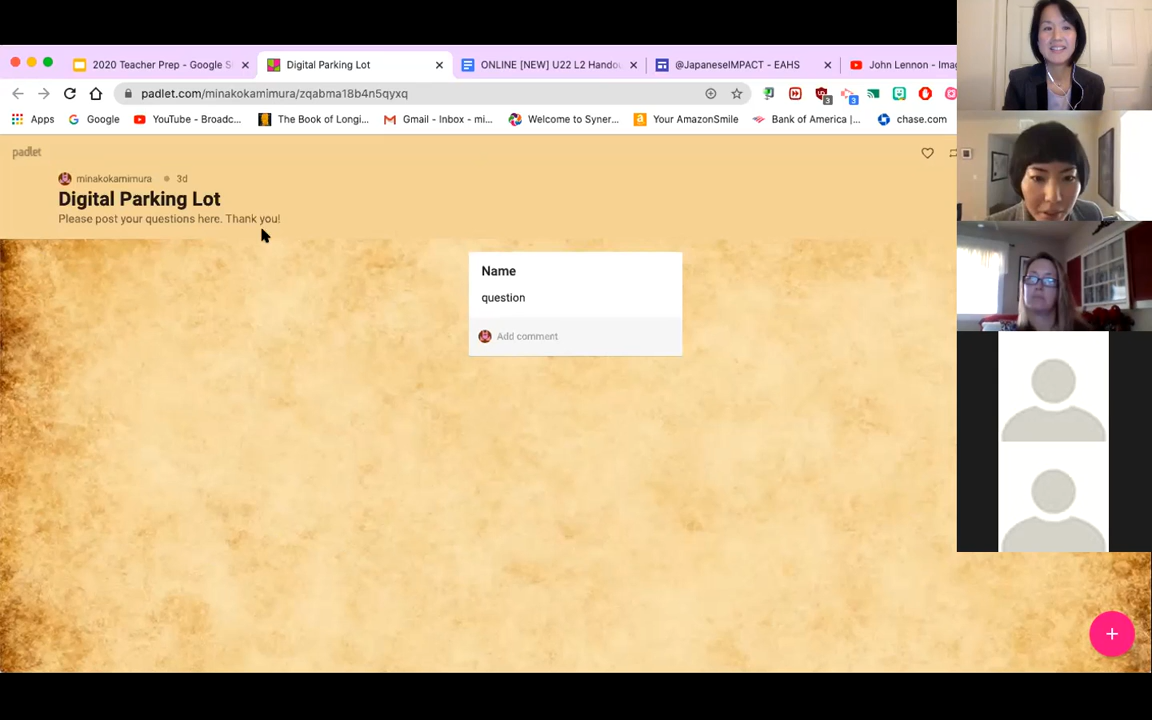 2020 Teacher Prep - Google S
Digital Parking Lot
ONLINE [NEW] U22 L2 Handou
@JapaneseIMPACT - EAHS
John Lennon - Imag
padlet.com/minakokamimura/zqabma18b4n5qyxq
3
3
Apps
Google
YouTube - Broadc...
The Book of Longi...
Gmail - Inbox - mi...
Welcome to Syner...
Your AmazonSmile
Bank of America |...
chase.com
padlet
minakokamimura
3d
Digital Parking Lot
Please post your questions here. Thank you!
Name
question
Add comment